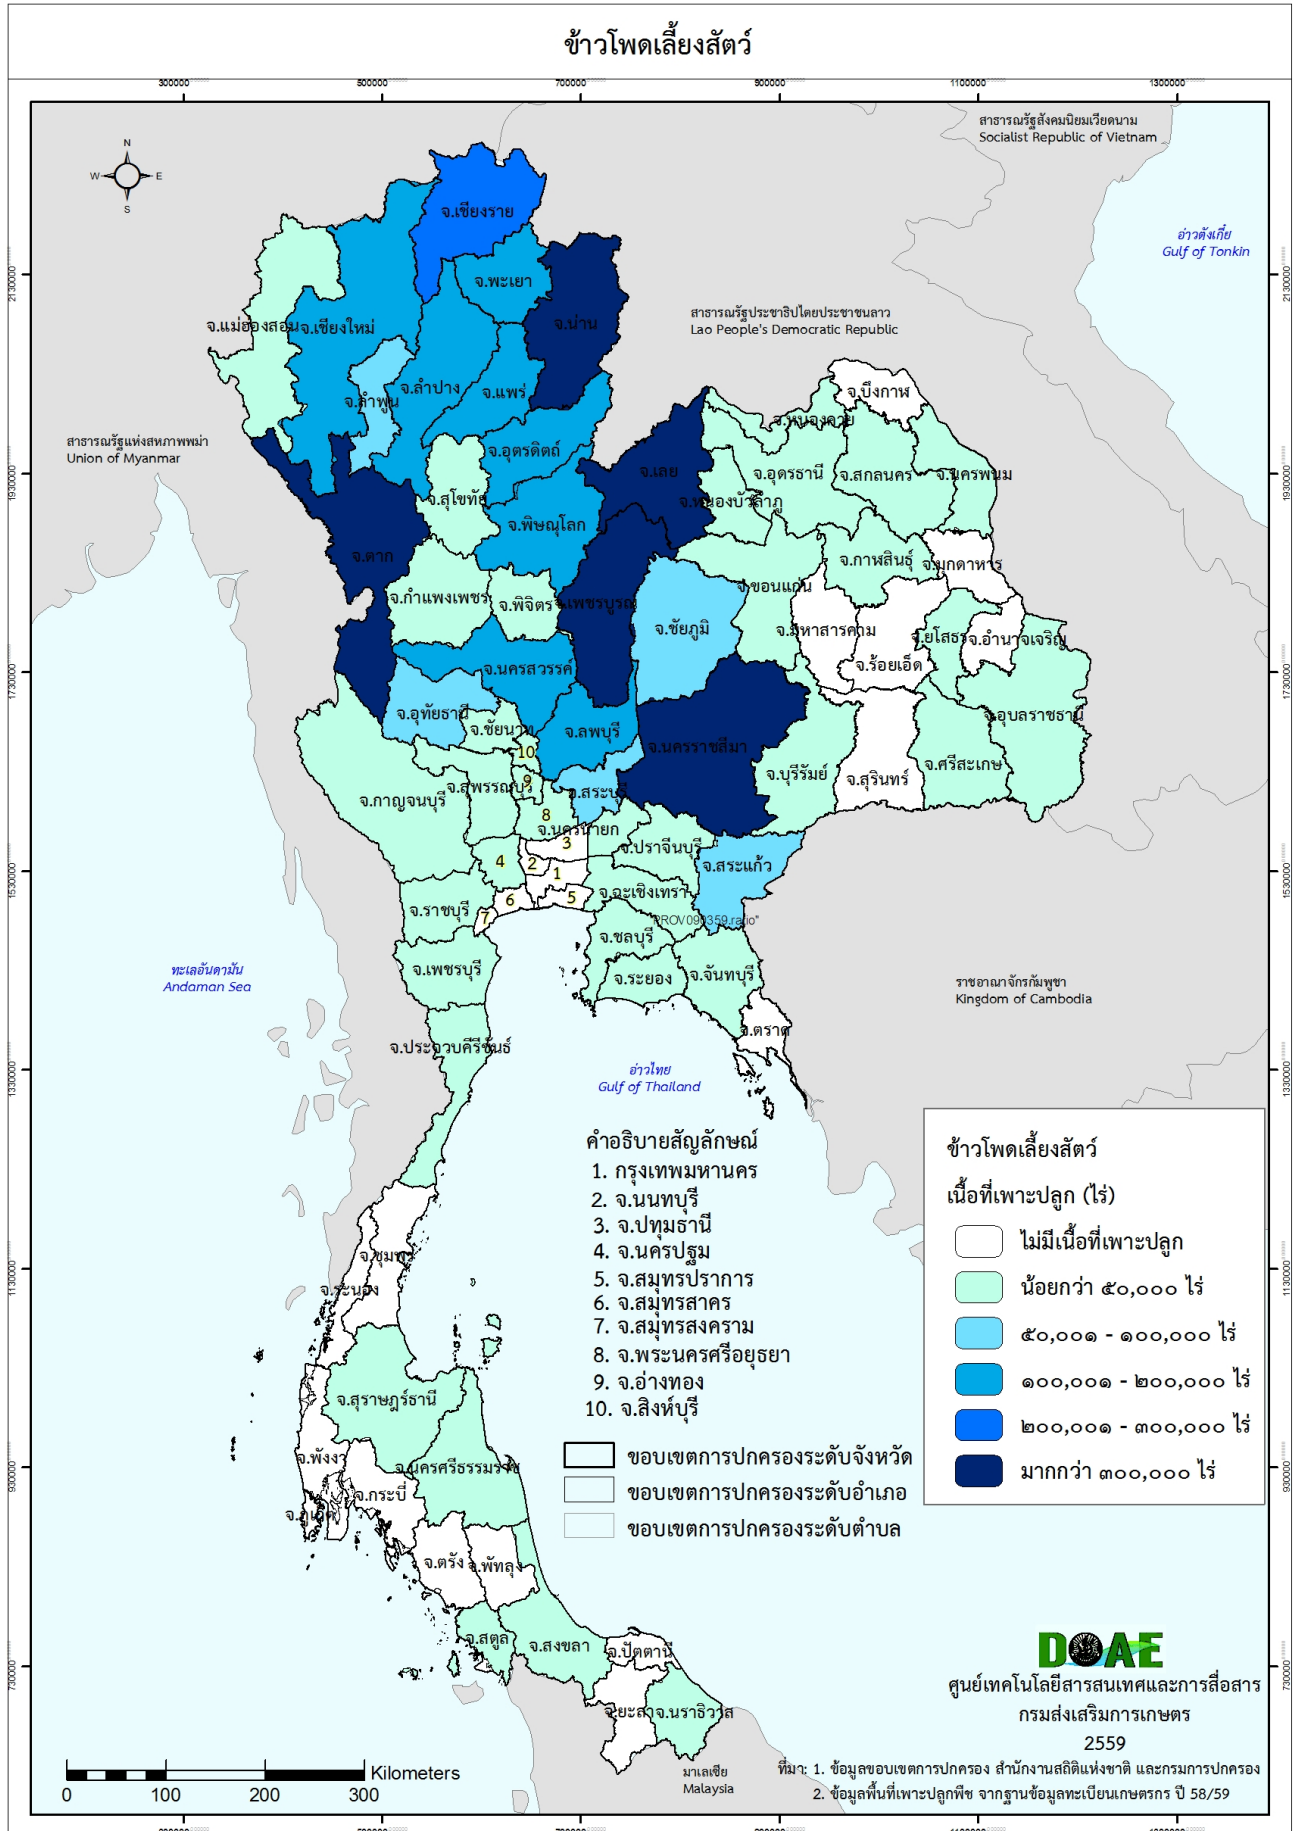 ข้าวโพดเลี้ยงสัตว์
300000 500000 700000 900000 1100000 1300000
สาธารณรัฐสังคมนิยมเวียดนาม
Socialist Republic of Vietnam
N
W E
S
จ.เชียงราย
อ่าวตังเกี๋ย
Gulf of Tonkin
2130000 2130000
จ.พะเยา
สาธารณรัฐประชาธิปไตยประชาชนลาว
Lao People's Democratic Republic
จ.น่าน
จ.แม่ฮ่องสอน
จ.เชียงใหม่
จ.ลำปาง
จ.แพร่
จ.บึงกาฬ
จ.ลำพูน
จ.หนองคาย
สาธารณรัฐแห่งสหภาพพม่า
Union of Myanmar
จ.อุตรดิตถ์
จ.เลย
จ.อุดรธานี
จ.สกลนคร
จ.นครพนม
1930000 1930000
จ.สุโขทัย
จ.หนองบัวลำภู
จ.พิษณุโลก
จ.ตาก
จ.กาฬสินธุ์
จ.มุกดาหาร
จ.กำแพงเพชร
จ.พิจิตร
จ.เพชรบูรณ์
จ.ขอนแก่น
จ.ชัยภูมิ
จ.มหาสารคาม
จ.ยโสธร
จ.อำนาจเจริญ
จ.นครสวรรค์
จ.ร้อยเอ็ด
1730000 1730000
จ.อุทัยธานี
จ.ชัยนาท
จ.ลพบุรี
จ.อุบลราชธานี
10
จ.นครราชสีมา
จ.สุพรรณบุรี
9
จ.สระบุรี
จ.บุรีรัมย์
จ.สุรินทร์
จ.ศรีสะเกษ
จ.กาญจนบุรี
8
จ.นครนายก
3
จ.ปราจีนบุรี
4
2
1
จ.สระแก้ว
1530000 1530000
6
5
จ.ฉะเชิงเทรา
จ.ราชบุรี
7
"PROV090359.ratio"
จ.ชลบุรี
จ.เพชรบุรี
จ.ระยอง
จ.จันทบุรี
ทะเลอันดามัน
Andaman Sea
ราชอาณาจักรกัมพูชา
Kingdom of Cambodia
จ.ตราด
จ.ประจวบคีรีขันธ์
1330000 1330000
อ่าวไทย
Gulf of Thailand
คำอธิบายสัญลักษณ์
1. กรุงเทพมหานคร
2. จ.นนทบุรี
3. จ.ปทุมธานี
4. จ.นครปฐม
5. จ.สมุทรปราการ
6. จ.สมุทรสาคร
7. จ.สมุทรสงคราม
8. จ.พระนครศรีอยุธยา
9. จ.อ่างทอง
10. จ.สิงห์บุรี
ขอบเขตการปกครองระดับจังหวัด
ขอบเขตการปกครองระดับอำเภอ
ขอบเขตการปกครองระดับตำบล
ข้าวโพดเลี้ยงสัตว์
เนื้อที่เพาะปลูก (ไร่)
ไม่มีเนื้อที่เพาะปลูก
น้อยกว่า ๕๐,๐๐๐ ไร่
๕๐,๐๐๑ - ๑๐๐,๐๐๐ ไร่
๑๐๐,๐๐๑ - ๒๐๐,๐๐๐ ไร่
๒๐๐,๐๐๑ - ๓๐๐,๐๐๐ ไร่
มากกว่า ๓๐๐,๐๐๐ ไร่
จ.ชุมพร
จ.ระนอง
1130000 1130000
จ.สุราษฎร์ธานี
จ.พังงา
จ.นครศรีธรรมราช
930000 930000
จ.กระบี่
จ.ภูเก็ต
จ.ตรัง
จ.พัทลุง
จ.สตูล
จ.สงขลา
จ.ปัตตานี
730000 730000
จ.ยะลา
จ.นราธิวาส
DOAE
ศูนย์เทคโนโลยีสารสนเทศและการสื่อสาร
กรมส่งเสริมการเกษตร
2559
มาเลเซีย
Malaysia
ที่มา: 1. ข้อมูลขอบเขตการปกครอง สำนักงานสถิติแห่งชาติ และกรมการปกครอง
2. ข้อมูลพื้นที่เพาะปลูกพืช จากฐานข้อมูลทะเบียนเกษตรกร ปี 58/59
Kilometers
0 100 200 300